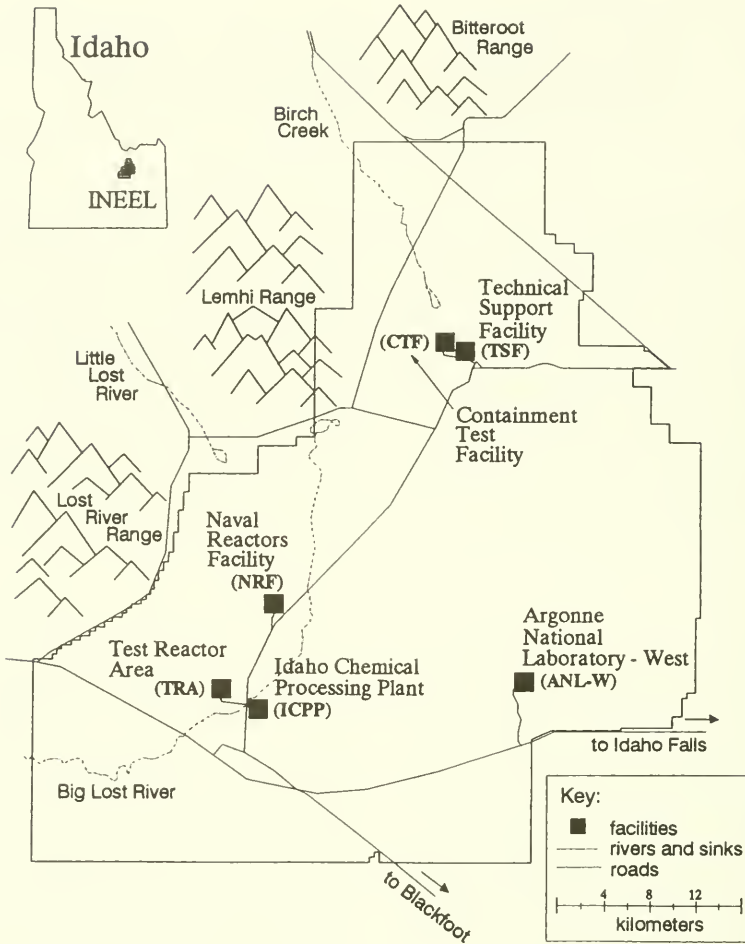 Idaho
INEEL
Bitteroot
Range
Birch
Creek
Lemhi Range
Technical
Support
Facility
(TSF)
(CTF)
Little
Lost
River
Containment
Test
Facility
Lost
River
Range
Naval
Reactors
Facility
(NRF)
Test Reactor
Area
(TRA)
Idaho Chemical
Processing Plant
(ICPP)
Argonne
National
Laboratory - West
(ANL-W)
to Idaho Falls
Big Lost River
to Blackfoot
Key:
facilities
rivers and sinks
roads
4 8 12
kilometers